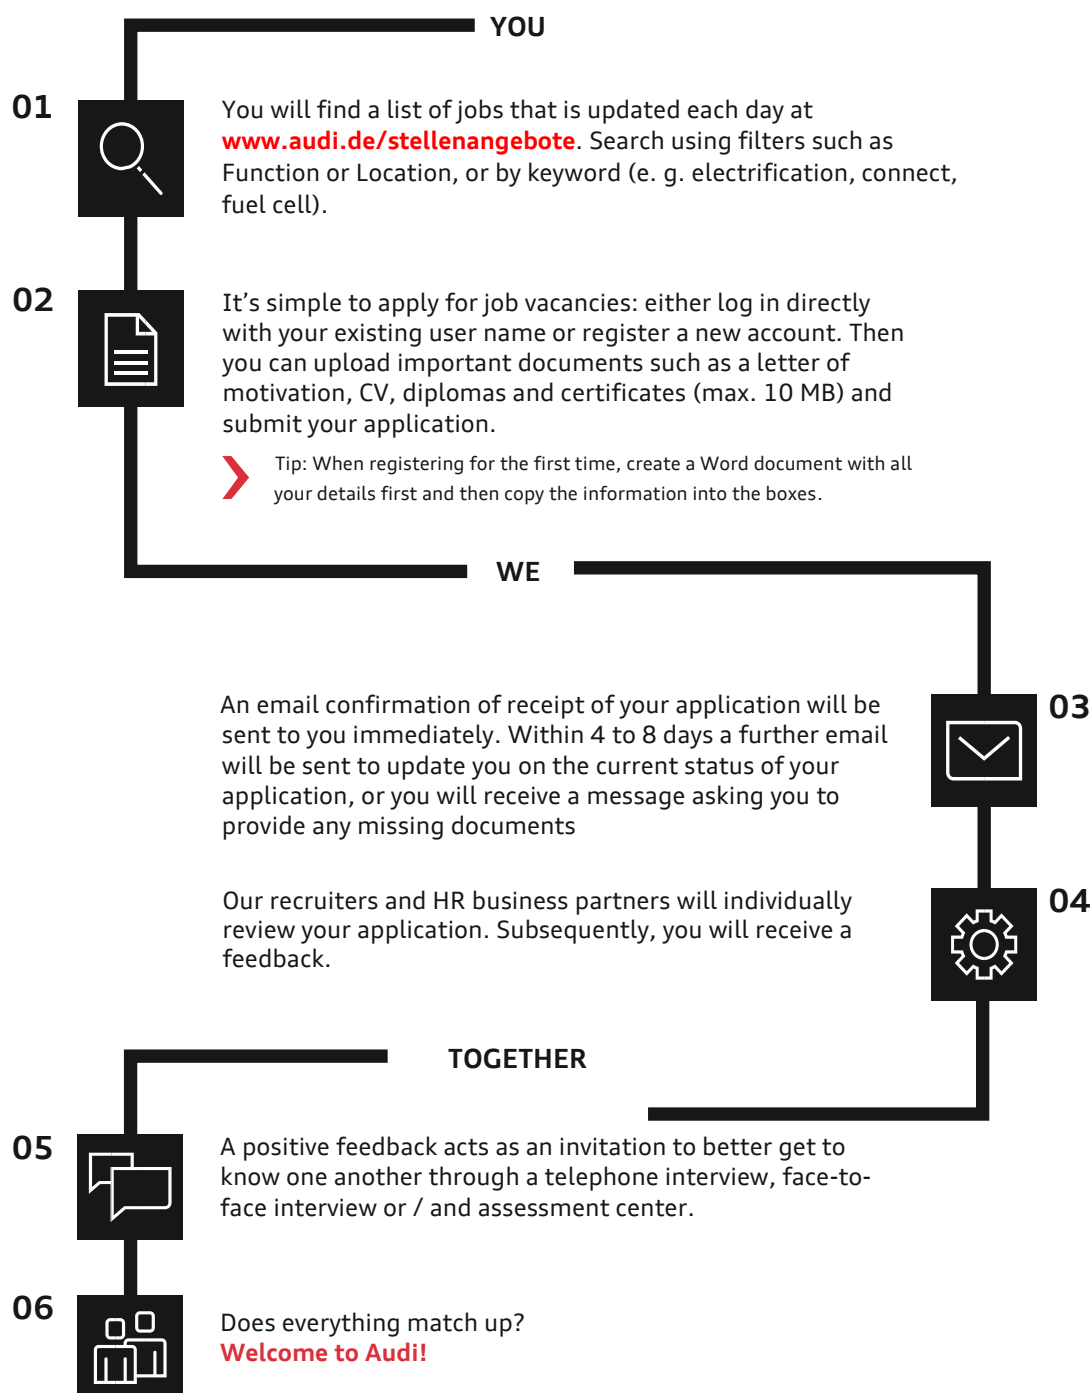 YOU
01
You will find a list of jobs that is updated each day at
www.audi.de/stellenangebote. Search using filters such as
Function or Location, or by keyword (e. g. electrification, connect,
fuel cell).
02
It’s simple to apply for job vacancies: either log in directly
with your existing user name or register a new account. Then
you can upload important documents such as a letter of
motivation, CV, diplomas and certificates (max. 10 MB) and
submit your application.
Tip: When registering for the first time, create a Word document with all
your details first and then copy the information into the boxes.
WE
03
An email confirmation of receipt of your application will be
sent to you immediately. Within 4 to 8 days a further email
will be sent to update you on the current status of your
application, or you will receive a message asking you to
provide any missing documents
04
Our recruiters and HR business partners will individually
review your application. Subsequently, you will receive a
feedback.
TOGETHER
05
A positive feedback acts as an invitation to better get to
know one another through a telephone interview, face-to-
face interview or / and assessment center.
06
Does everything match up?
Welcome to Audi!